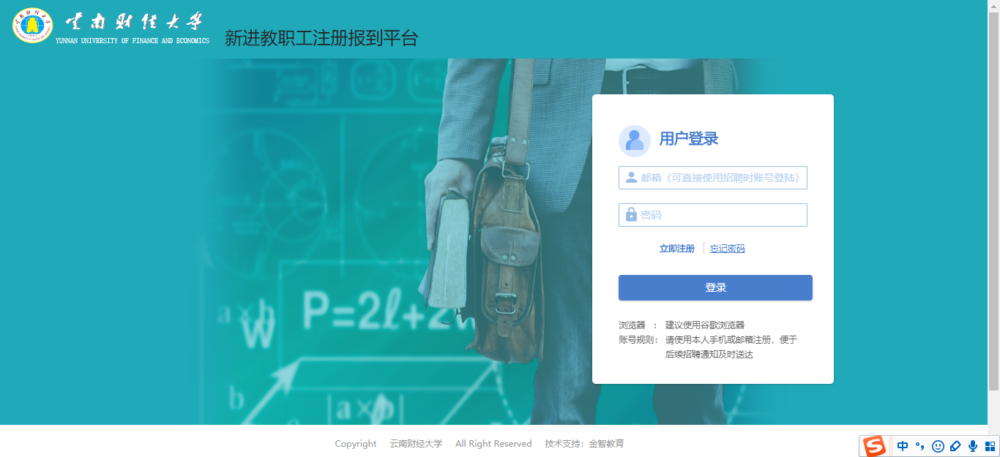 云南财经大学
YUNNAN UNIVERSITY OF FINANCE AND ECONOMICS
新进教职工注册报到平台
用户登录
邮箱（可直接使用招聘时账号登陆）
密码
立即注册 忘记密码
登录
浏览器 ： 建议使用谷歌浏览器
账号规则： 请使用本人手机或邮箱注册，便于
后续招聘通知及时送达
P=2ℓ+2w
a×b
W
b
|a×b|
Copyright 云南财经大学 All Right Reserved 技术支持：金智教育
中